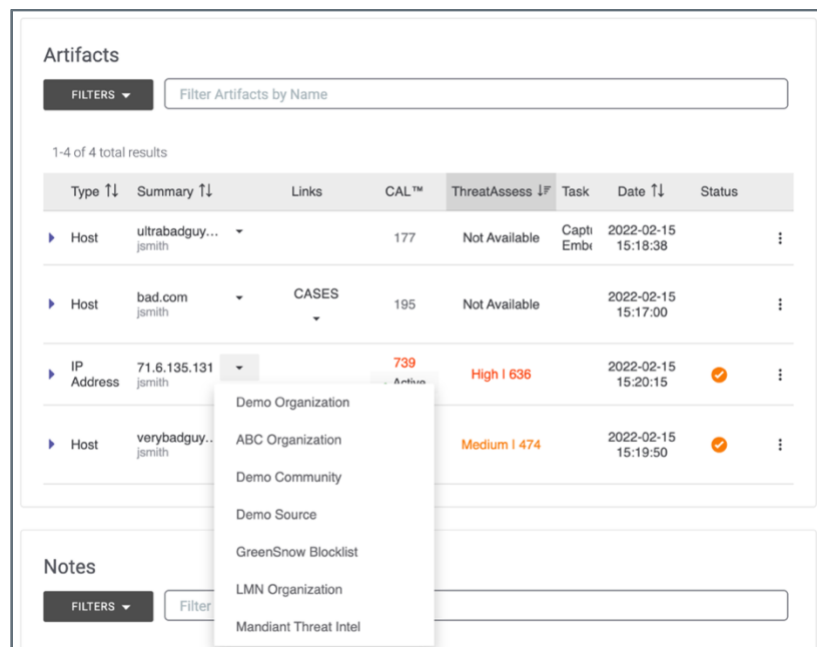 Artifacts
FILTERS
Filter Artifacts by Name
1-4 of 4 total results
Type Summary Links CAL™ ThreatAssess Task Date Status
Host ultrabadguy... 177 Not Available 2022-02-15
jsmith 15:18:38
Host bad.com CASES 195 Not Available 2022-02-15
jsmith 15:17:00
IP Address 71.6.135.131 739 High | 636 2022-02-15
jsmith Active 15:20:15
Host verybadguy.. Medium | 474 2022-02-15
jsmith 15:19:50
Demo Organization
ABC Organization
Demo Community
Demo Source
GreenSnow Blocklist
LMN Organization
Mandiant Threat Intel
Notes
FILTERS
Filter